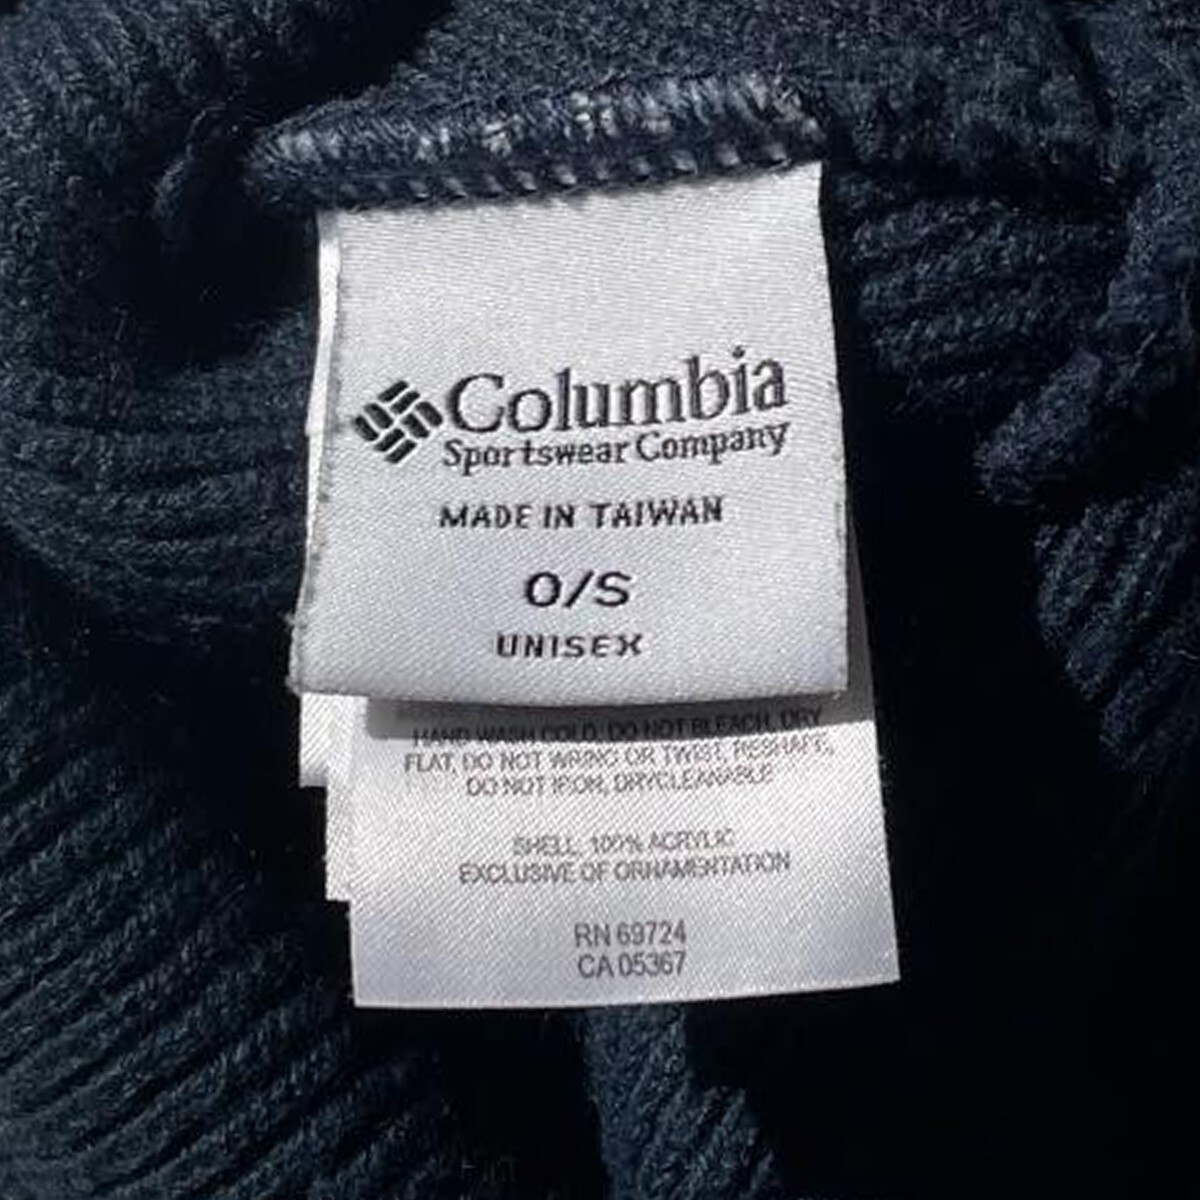 Columbia
Sportswear Company
MADE IN TAIWAN
O/S
UNISEX
HAND WASH COLD, DO NOT BLEACH, DRY
FLAT, DO NOT WRING OR TWIST, RESHAPE,
DO NOT IRON, DRYCLEANABLE
SHELL: 100% ACRYLIC
EXCLUSIVE OF ORNAMENTATION
RN 69724
CA 05367